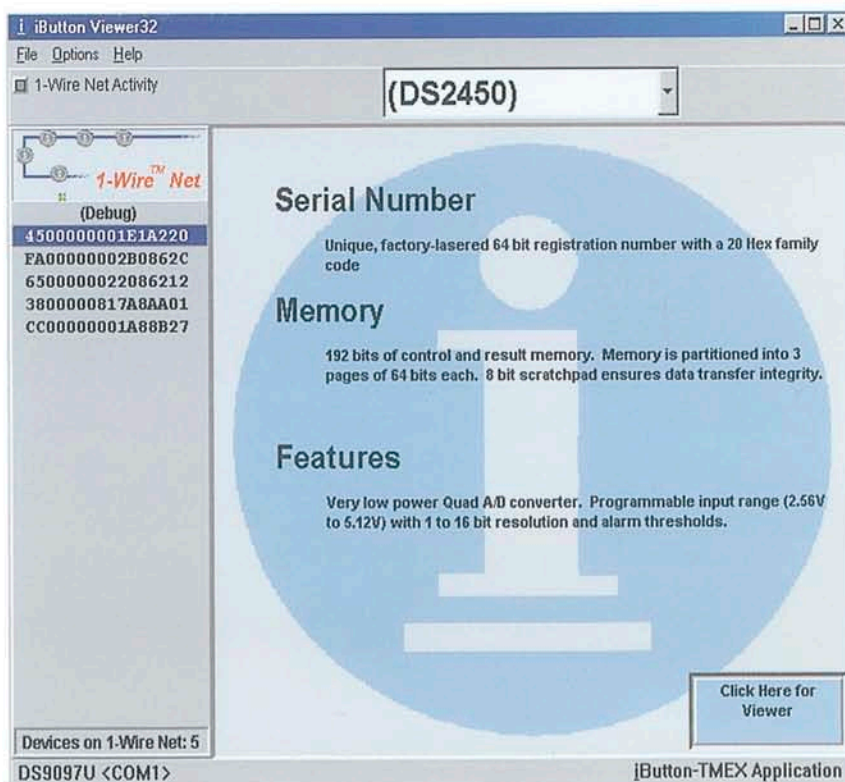 i iButton Viewer32
File Options Help
1-Wire Net Activity
(DS2450)
1-Wire™ Net
(Debug)
4500000001E1A220
FA00000002B0862C
6500000022086212
3800000817A8AA01
CC00000001A88B27
Serial Number
Unique, factory-lasered 64 bit registration number with a 20 Hex family
code
Memory
192 bits of control and result memory. Memory is partitioned into 3
pages of 64 bits each. 8 bit scratchpad ensures data transfer integrity.
Features
Very low power Quad A/D converter. Programmable input range (2.56V
to 5.12V) with 1 to 16 bit resolution and alarm thresholds.
Click Here for
Viewer
Devices on 1-Wire Net: 5
DS9097U <COM1>
iButton-TMEX Application